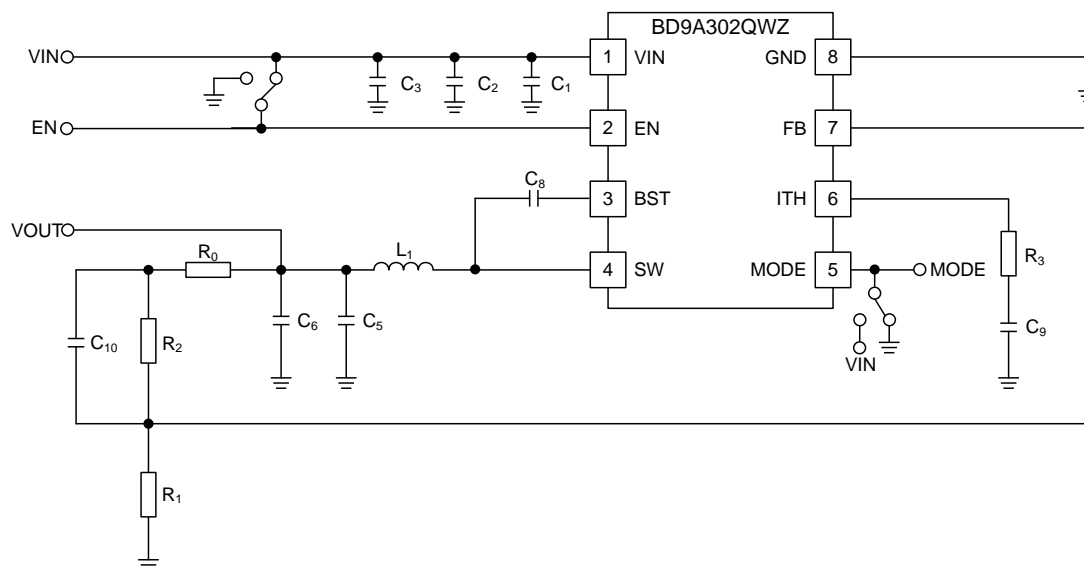 BD9A302QWZ
VIN
1
VIN
GND
8
C₃
C₂
C₁
EN
2
EN
FB
7
C₈
3
BST
ITH
6
VOUT
R₀
L₁
4
SW
MODE
5
MODE
R₃
C₁₀
R₂
C₆
C₅
C₉
VIN
R₁